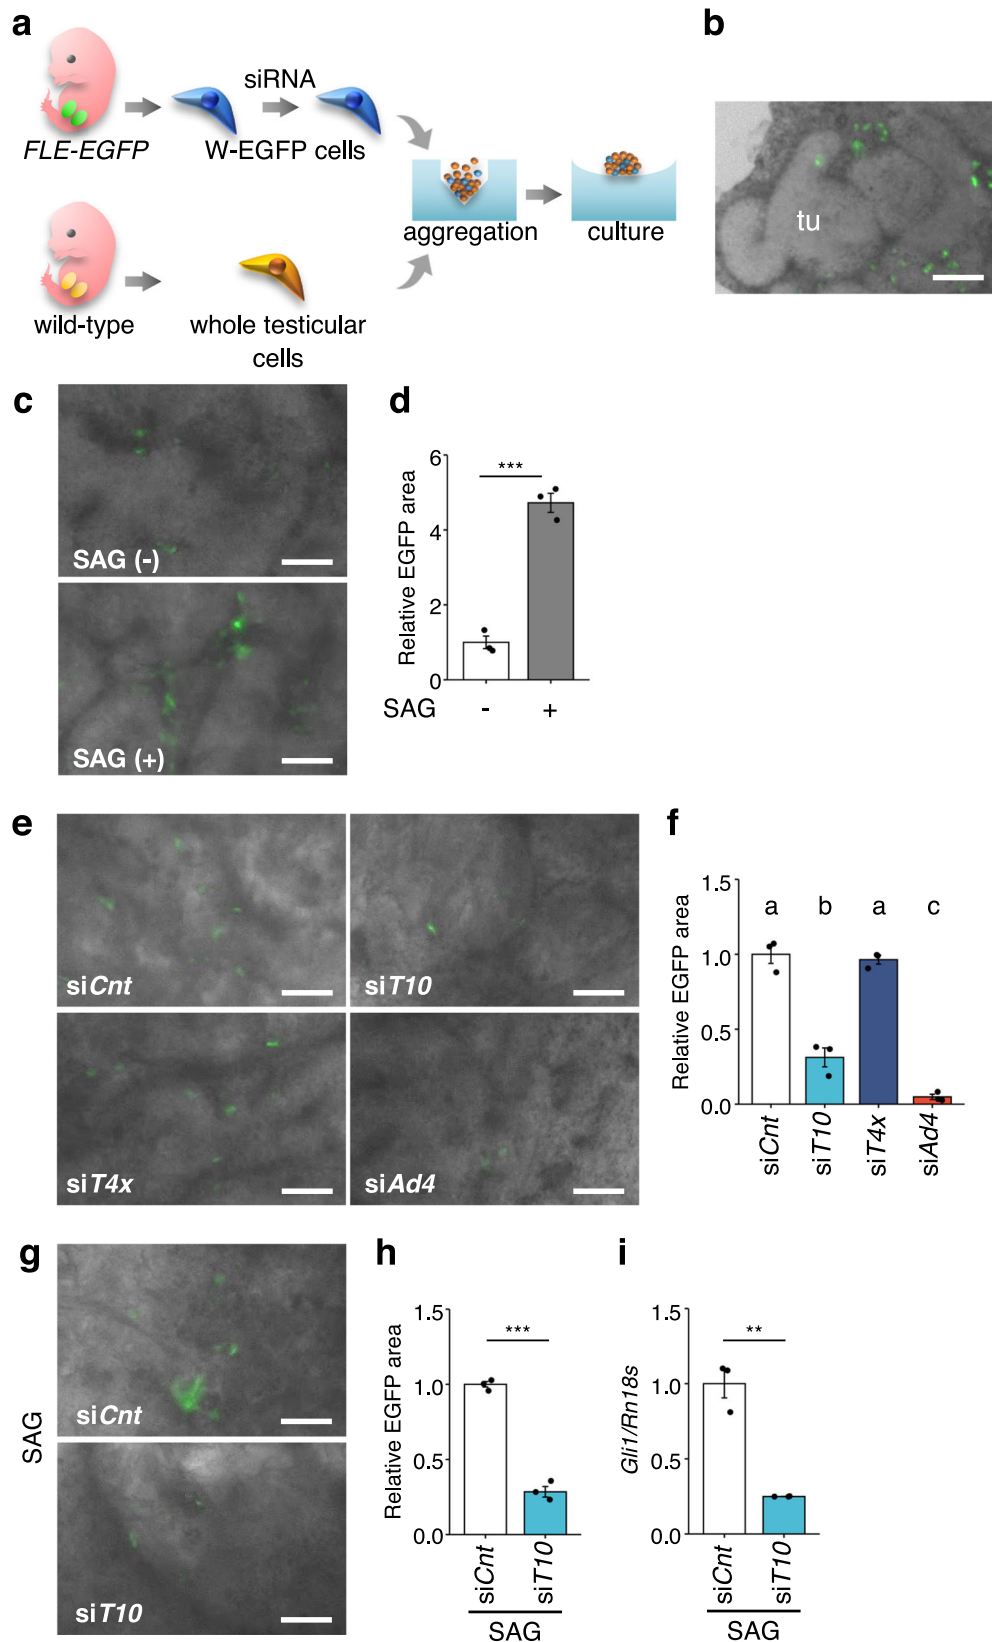 a
siRNA
FLE-EGFP
W-EGFP cells
aggregation
culture
wild-type
whole testicular
cells
b
tu
c
SAG (-)
SAG (+)
d
Relative EGFP area
6
4
2
0
***
SAG
-
+
e
siCnt
siT10
siT4x
siAd4
f
Relative EGFP area
1.5
1.0
0.5
0.0
a
b
a
c
siCnt
siT10
siT4x
siAd4
g
SAG
siCnt
siT10
h
Relative EGFP area
1.5
1.0
0.5
0.0
***
siCnt
siT10
SAG
i
Gli1/Rn18s
1.5
1.0
0.5
0.0
**
siCnt
siT10
SAG